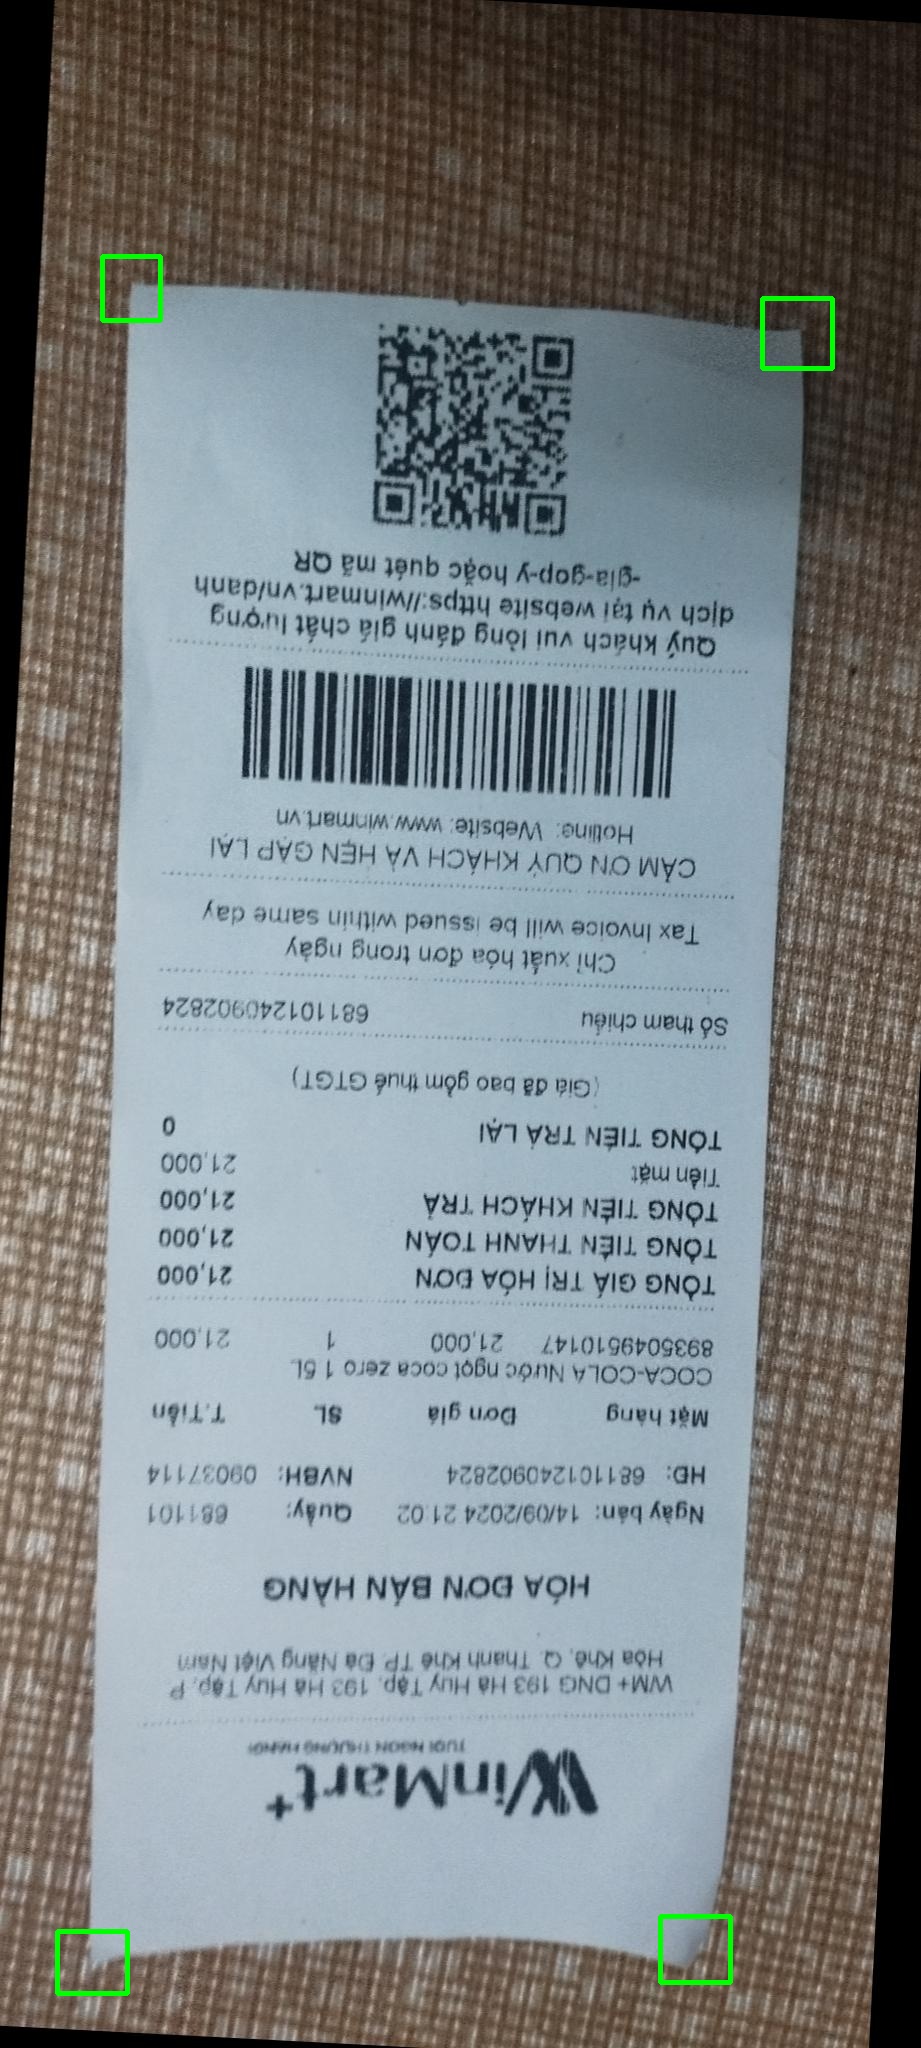 WinMart+
TƯƠI NGON THƯỢNG HẠNG
WM+ DNG 193 Hà Huy Tập, 193 Hà Huy Tập, P
Hòa Khê, Q. Thanh Khê TP. Đà Nẵng Việt Nam
HÓA ĐƠN BÁN HÀNG
Ngày bán: 14/09/2024 21:02 Quầy: 681101
HĐ: 68110124090282​4 NVBH: 09037114
Mặt hàng Đơn giá SL T.Tiền
COCA-COLA Nước ngọt coca zero 1.5L
8935049510147 21,000 1 21,000
TỔNG GIÁ TRỊ HÓA ĐƠN 21,000
TỔNG TIỀN THANH TOÁN 21,000
TỔNG TIỀN KHÁCH TRẢ 21,000
Tiền mặt 21,000
TỔNG TIỀN TRẢ LẠI 0
(Giá đã bao gồm thuế GTGT)
Số tham chiếu 681101240902824
Chỉ xuất hóa đơn trong ngày
Tax Invoice will be issued within same day
CẢM ƠN QUÝ KHÁCH VÀ HẸN GẶP LẠI
Hotline: Website: www.winmart.vn
Quý khách vui lòng đánh giá chất lượng
dịch vụ tại website https://winmart.vn/danh
-gia-gop-y hoặc quét mã QR